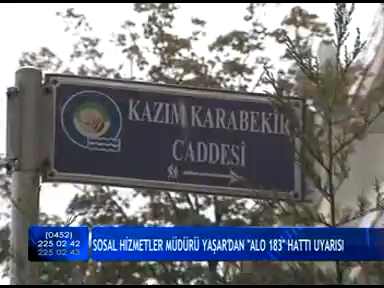 KAZIM KARABEKİR
CADDESİ
(0452)
225 02 42
225 02 43
SOSAL HİZMETLER MÜDÜRÜ YAŞAR'DAN "ALO 183" HATTI UYARISI